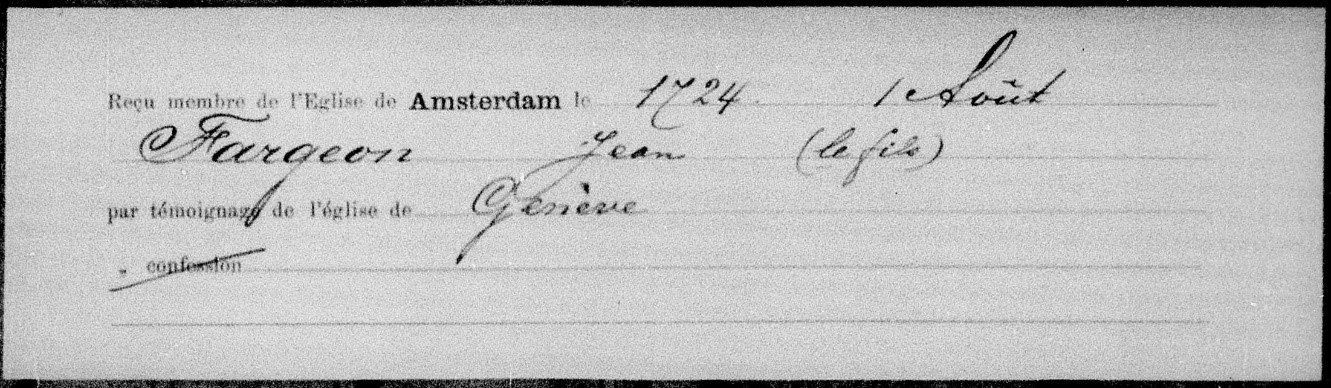 Reçu membre de l'Eglise de Amsterdam le 1724. 1 Août
Fargeon Jean (le fils)
par témoignage de l'église de Genève
„ confession